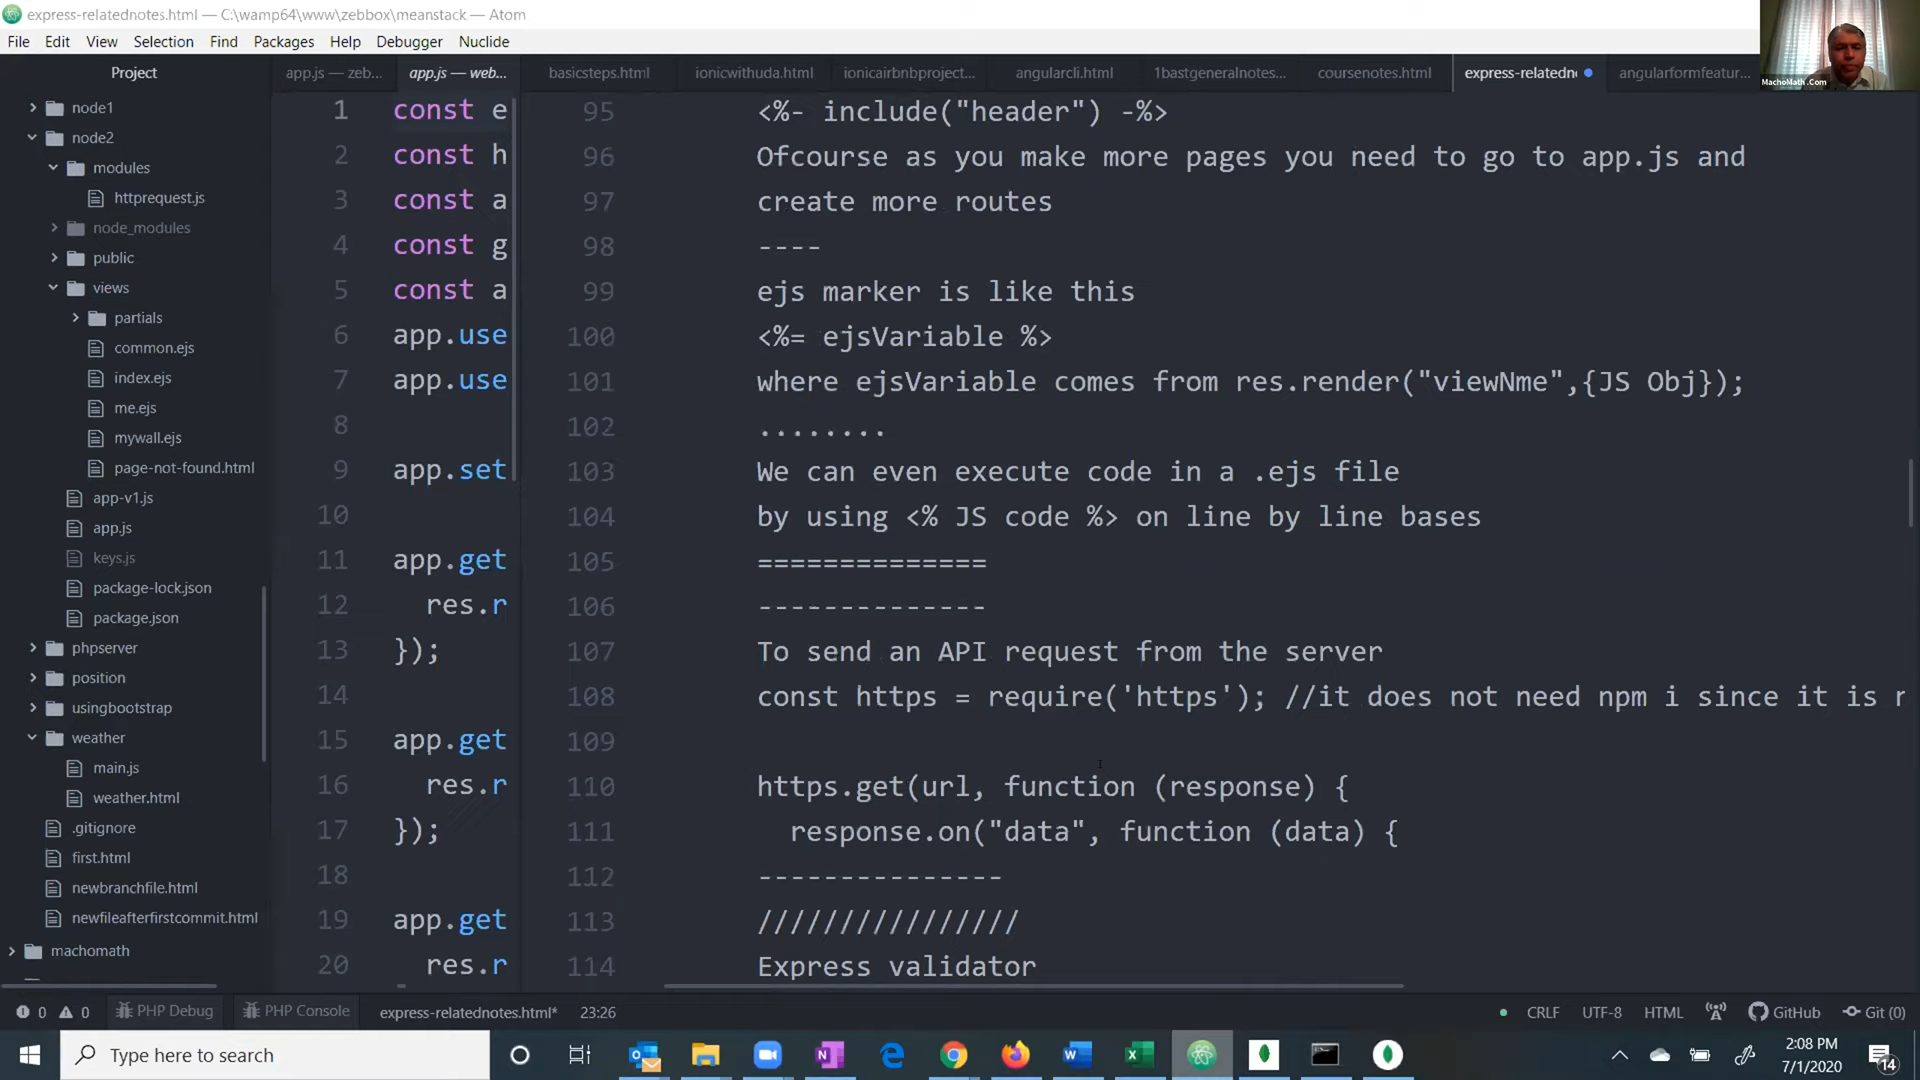 express-relatednotes.html — C:\wamp64\www\zebbox\meanstack — Atom
File Edit View Selection Find Packages Help Debugger Nuclide
MachoMath .Com
Project
app.js — zeb... app.js — web... basicsteps.html ionicwithuda.html ionicairbnbproject... angularcli.html 1bastgeneralnotes... coursenotes.html express-relatedn angularformfeatur...
node1
node2
modules
httprequest.js
node_modules
public
views
partials
common.ejs
index.ejs
me.ejs
mywall.ejs
page-not-found.html
app-v1.js
app.js
keys.js
package-lock.json
package.json
phpserver
position
usingbootstrap
weather
main.js
weather.html
.gitignore
first.html
newbranchfile.html
newfileafterfirstcommit.html
machomath
1 const e
2 const h
3 const a
4 const g
5 const a
6 app.use
7 app.use
8
9 app.set
10
11 app.get
12 res.r
13 });
14
15 app.get
16 res.r
17 });
18
19 app.get
20 res.r
95 <%- include("header") -%>
96 Ofcourse as you make more pages you need to go to app.js and
97 create more routes
98 ----
99 ejs marker is like this
100 <%= ejsVariable %>
101 where ejsVariable comes from res.render("viewNme",{JS Obj});
102 ........
103 We can even execute code in a .ejs file
104 by using <% JS code %> on line by line bases
105 ==============
106 --------------
107 To send an API request from the server
108 const https = require('https'); //it does not need npm i since it is r
109
110 https.get(url, function (response) {
111 response.on("data", function (data) {
112 ---------------
113 ////////////////
114 Express validator
0 0 PHP Debug PHP Console express-relatednotes.html* 23:26 CRLF UTF-8 HTML GitHub Git (0)
Type here to search
2:08 PM
7/1/2020
14